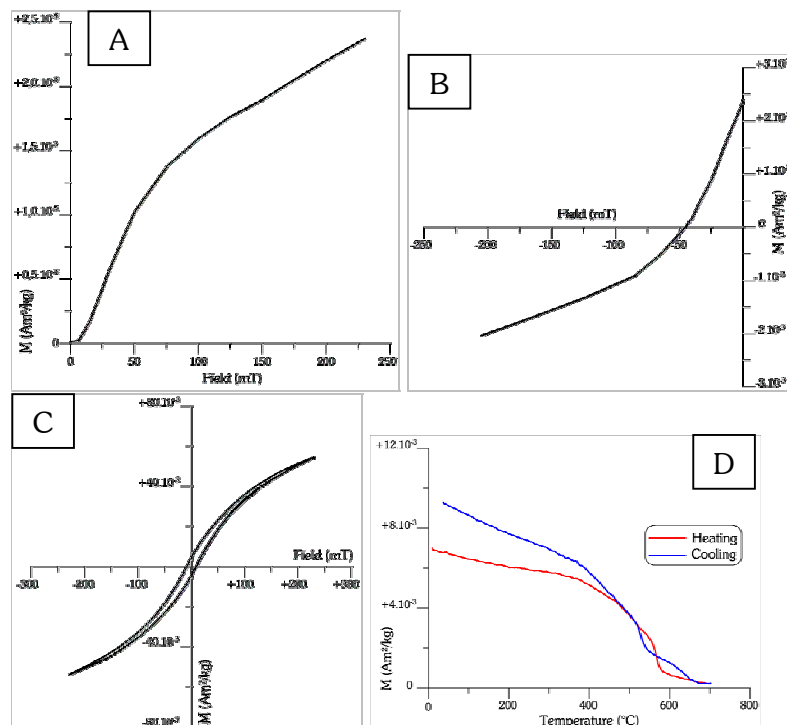 A
+2,5.10-3
+2,0.10-3
+1,5.10-3
+1,0.10-3
+0,5.10-3
0
M (Am²/kg)
0 50 100 150 200 250
Field (mT)
B
+3.10-3
+2.10-3
+1.10-3
0
-1.10-3
-2.10-3
-3.10-3
M (Am²/kg)
Field (mT)
-250 -200 -150 -100 -50
C
+80.10-3
+40.10-3
Field (mT)
-300 -200 -100 +100 +200 +300
-40.10-3
-80.10-3
M (Am²/kg)
D
+12.10-3
+8.10-3
+4.10-3
0
M (Am²/kg)
Heating
Cooling
0 200 400 600 800
Temperature (°C)